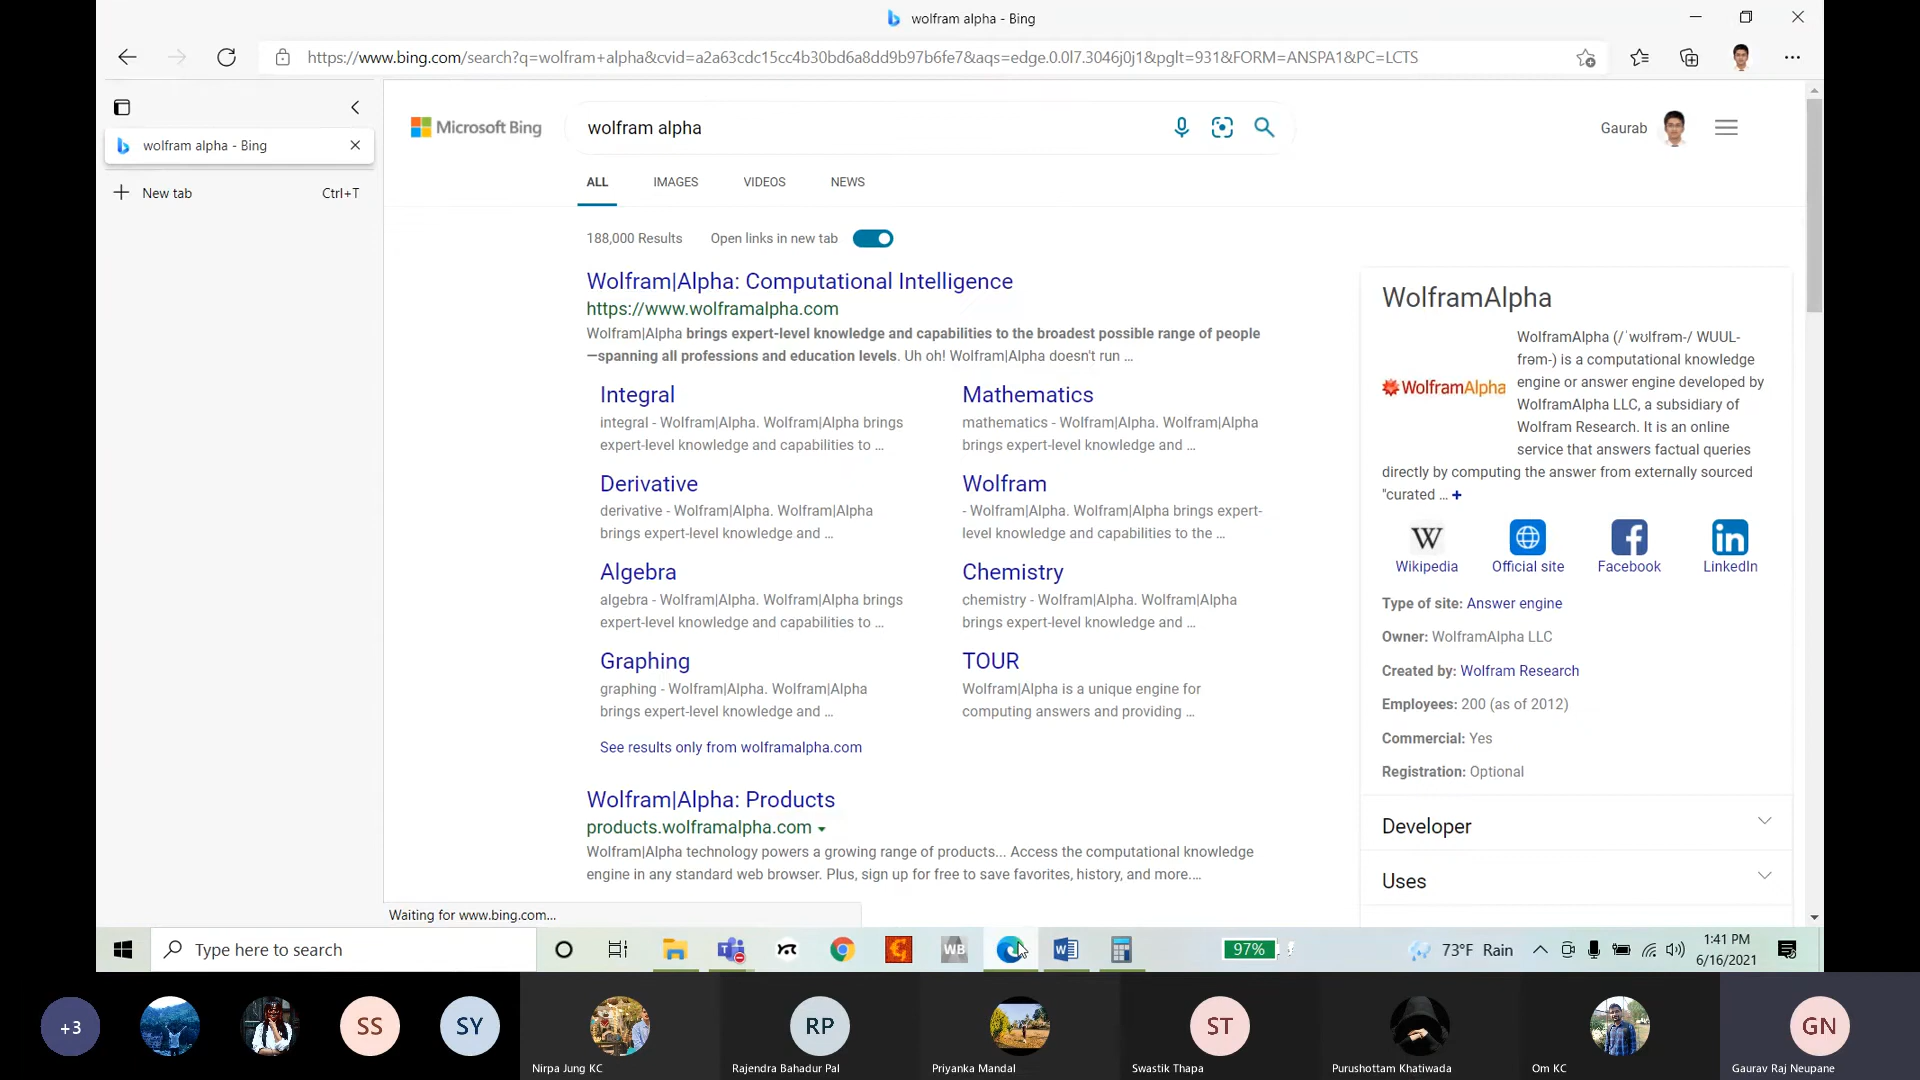 wolfram alpha - Bing
https://www.bing.com/search?q=wolfram+alpha&cvid=a2a63cdc15cc4b30bd6a8dd9b97b6fe7&aqs=edge.0.0l7.3046j0j1&pglt=931&FORM=ANSPA1&PC=LCTS
wolfram alpha - Bing
New tab Ctrl+T
Microsoft Bing
wolfram alpha
Gaurab
ALL IMAGES VIDEOS NEWS
188,000 Results Open links in new tab
Wolfram|Alpha: Computational Intelligence
https://www.wolframalpha.com
Wolfram|Alpha brings expert-level knowledge and capabilities to the broadest possible range of people
—spanning all professions and education levels. Uh oh! Wolfram|Alpha doesn't run ...
Integral
integral - Wolfram|Alpha. Wolfram|Alpha brings
expert-level knowledge and capabilities to ...
Mathematics
mathematics - Wolfram|Alpha. Wolfram|Alpha
brings expert-level knowledge and ...
Derivative
derivative - Wolfram|Alpha. Wolfram|Alpha
brings expert-level knowledge and ...
Wolfram
- Wolfram|Alpha. Wolfram|Alpha brings expert-
level knowledge and capabilities to the ...
Algebra
algebra - Wolfram|Alpha. Wolfram|Alpha brings
expert-level knowledge and capabilities to ...
Chemistry
chemistry - Wolfram|Alpha. Wolfram|Alpha
brings expert-level knowledge and ...
Graphing
graphing - Wolfram|Alpha. Wolfram|Alpha
brings expert-level knowledge and ...
TOUR
Wolfram|Alpha is a unique engine for
computing answers and providing ...
See results only from wolframalpha.com
Wolfram|Alpha: Products
products.wolframalpha.com
Wolfram|Alpha technology powers a growing range of products... Access the computational knowledge
engine in any standard web browser. Plus, sign up for free to save favorites, history, and more....
WolframAlpha
WolframAlpha
WolframAlpha (/ˈwʊlfrəm-/ WUUL-
frəm-) is a computational knowledge
engine or answer engine developed by
WolframAlpha LLC, a subsidiary of
Wolfram Research. It is an online
service that answers factual queries
directly by computing the answer from externally sourced
"curated ... +
Wikipedia Official site Facebook LinkedIn
Type of site: Answer engine
Owner: WolframAlpha LLC
Created by: Wolfram Research
Employees: 200 (as of 2012)
Commercial: Yes
Registration: Optional
Developer
Uses
Waiting for www.bing.com...
Type here to search
WB
97%
73°F Rain
1:41 PM
6/16/2021
+3
SS
SY
RP
ST
GN
Nirpa Jung KC
Rajendra Bahadur Pal
Priyanka Mandal
Swastik Thapa
Purushottam Khatiwada
Om KC
Gaurav Raj Neupane